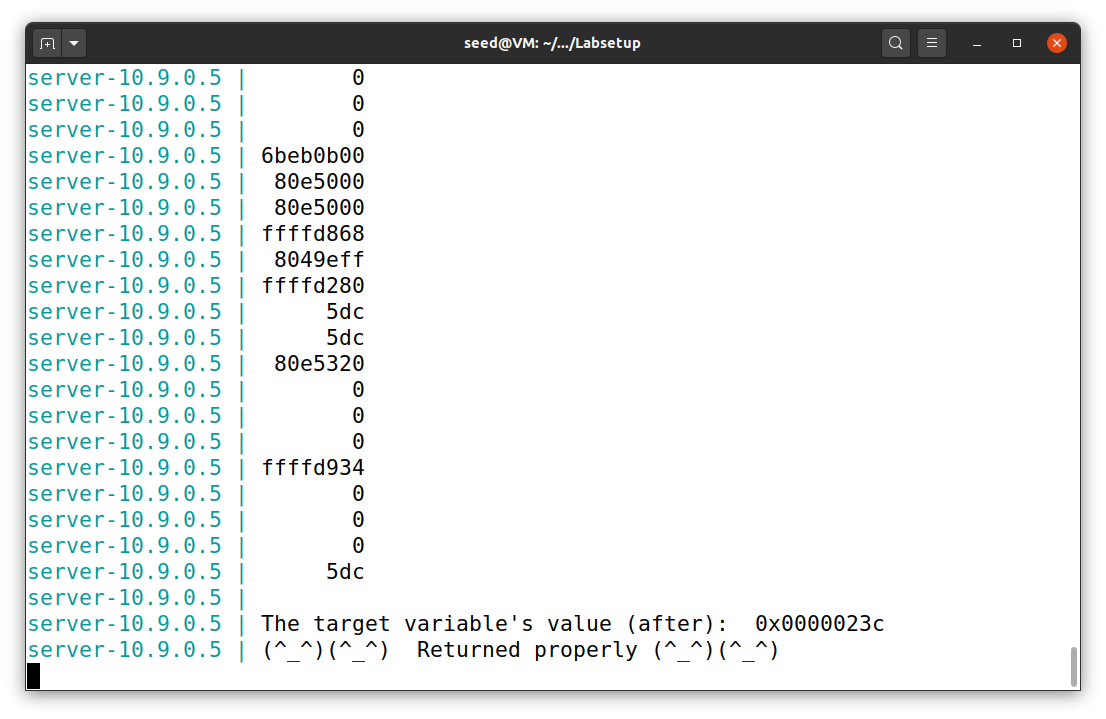 seed@VM: ~/.../Labsetup
server-10.9.0.5 |        0
server-10.9.0.5 |        0
server-10.9.0.5 |        0
server-10.9.0.5 | 6beb0b00
server-10.9.0.5 |  80e5000
server-10.9.0.5 |  80e5000
server-10.9.0.5 | ffffd868
server-10.9.0.5 |  8049eff
server-10.9.0.5 | ffffd280
server-10.9.0.5 |      5dc
server-10.9.0.5 |      5dc
server-10.9.0.5 |  80e5320
server-10.9.0.5 |        0
server-10.9.0.5 |        0
server-10.9.0.5 |        0
server-10.9.0.5 | ffffd934
server-10.9.0.5 |        0
server-10.9.0.5 |        0
server-10.9.0.5 |        0
server-10.9.0.5 |      5dc
server-10.9.0.5 |
server-10.9.0.5 | The target variable's value (after):  0x0000023c
server-10.9.0.5 | (^_^)(^_^)  Returned properly (^_^)(^_^)